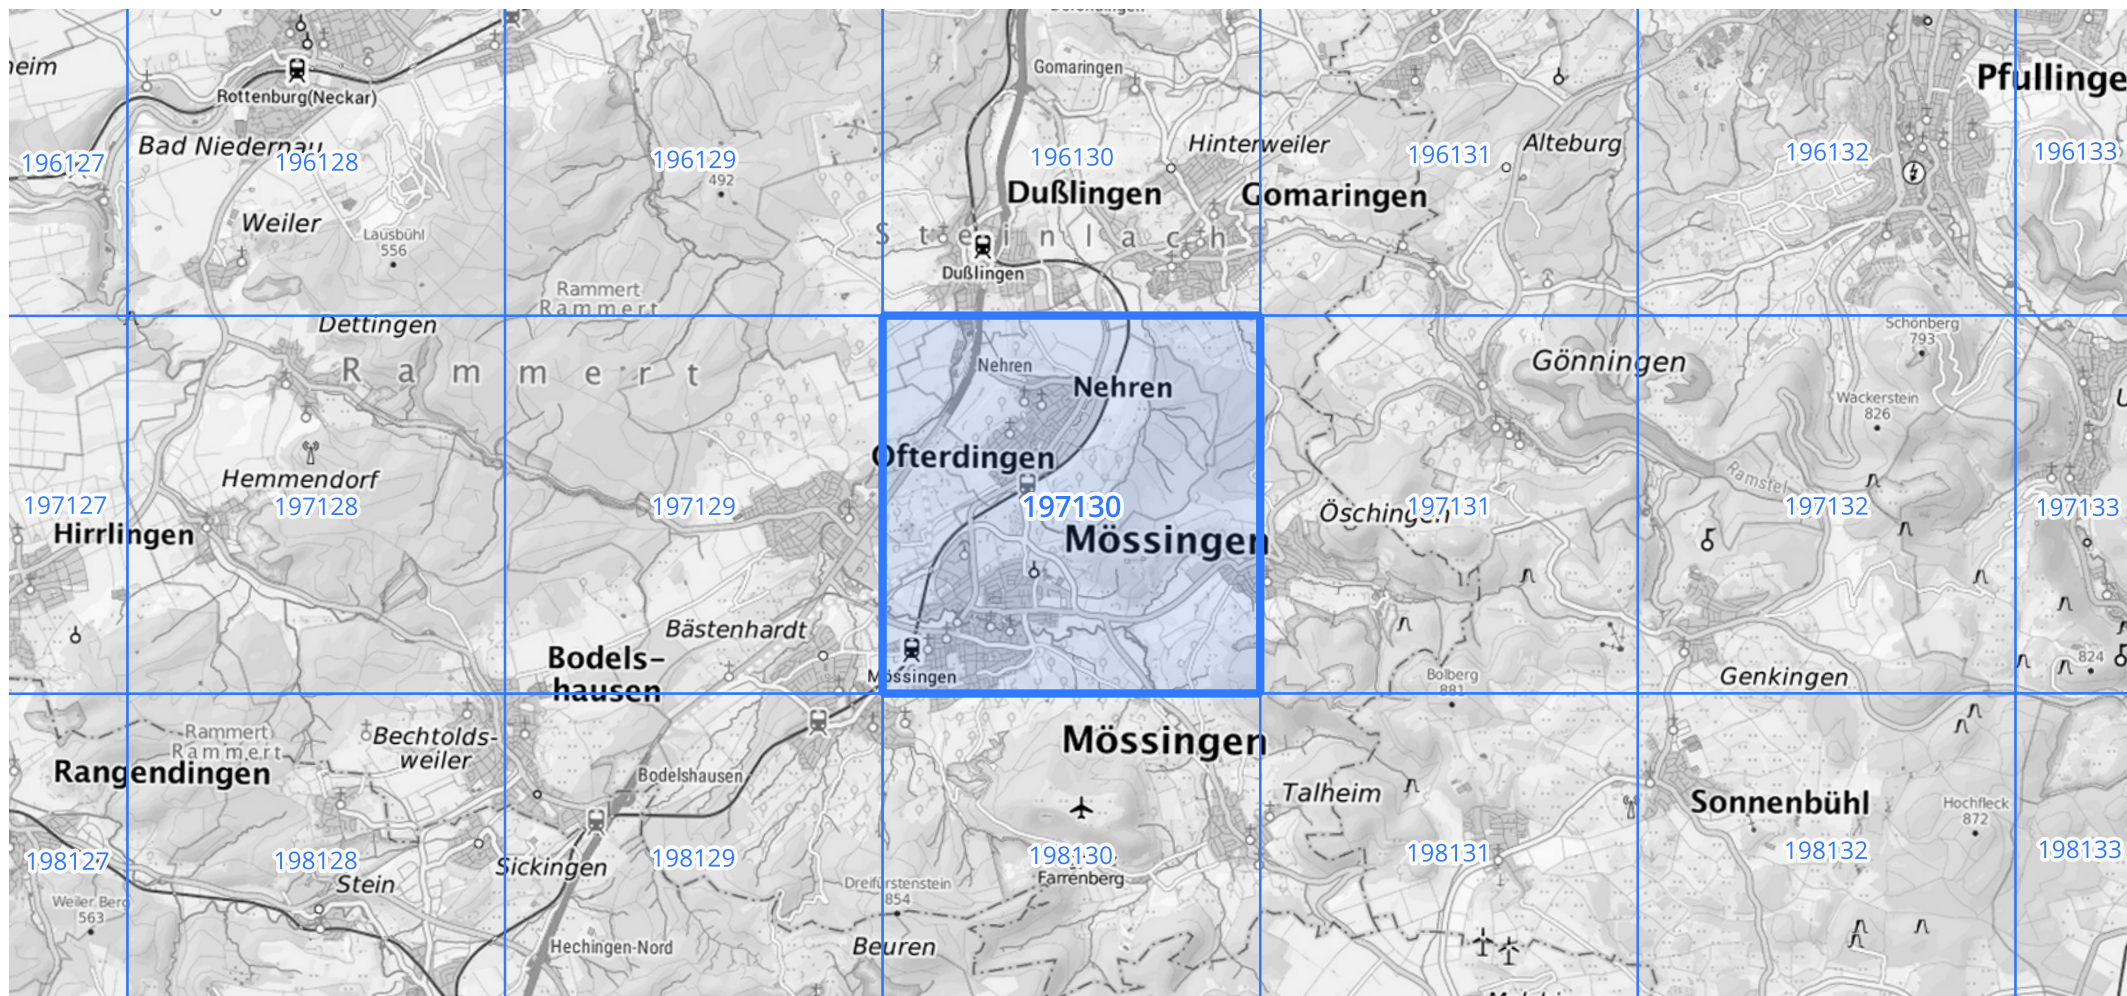 Gomaringen
Pfullinge
Rottenburg(Neckar)
Bad Niedernau
Hinterweiler
Alteburg
196127
196128
196129
196130
196131
196132
196133
492
Dußlingen
Gomaringen
Weiler
Lausbühl
556
Steinlach
Dußlingen
Rammert
Rammert
Dettingen
Rammert
Nehren
Nehren
Schönberg
793
Gönningen
Wackerstein
826
Ofterdingen
Ramstel
Hemmendorf
197127
197128
197129
197130
197131
197132
197133
Öschingen
Hirrlingen
Mössingen
Bästenhardt
Bodels-
hausen
Mössingen
Bolberg
881
Genkingen
824
Rammert
Rammert
Bechtolds-
weiler
Mössingen
Rangendingen
Bodelshausen
Talheim
Sonnenbühl
Hochfleck
872
198127
198128
198129
198130
198131
198132
198133
Sickingen
Stein
Farrenberg
Dreifürstenstein
854
Weiler Berg
563
Hechingen-Nord
Beuren